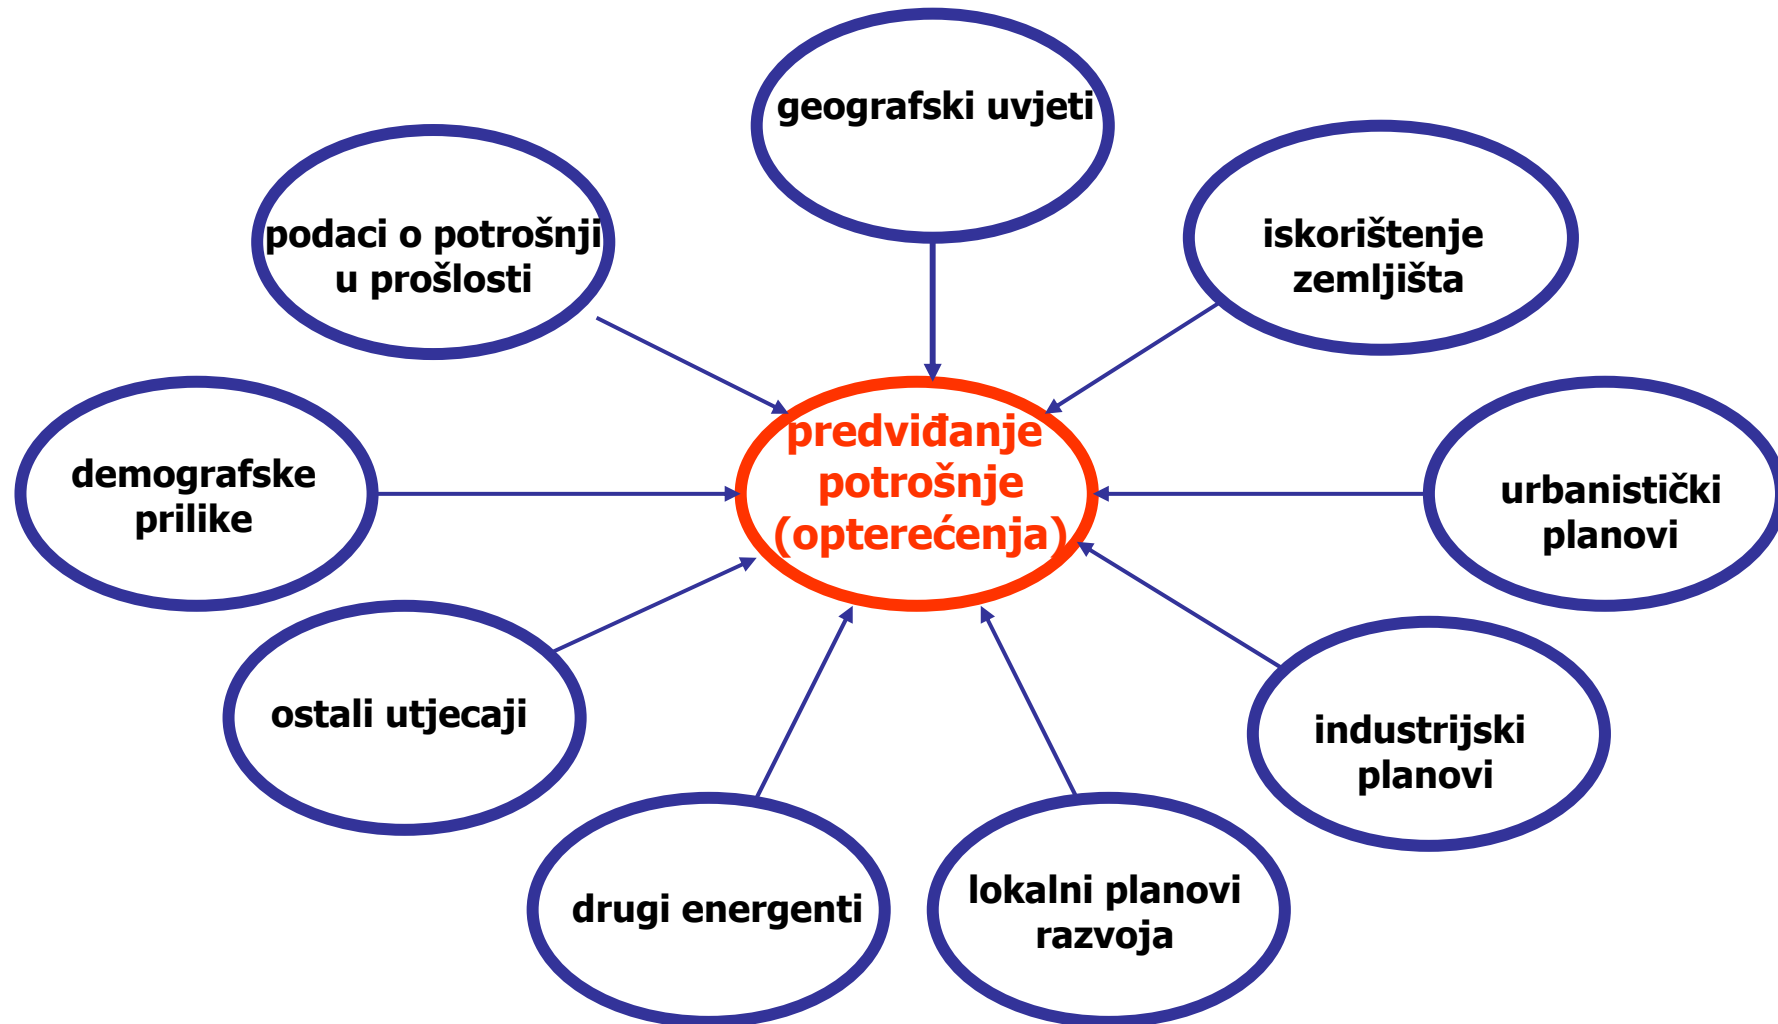 geografski uvjeti
podaci o potrošnji
u prošlosti
iskorištenje
zemljišta
predviđanje
potrošnje
(opterećenja)
demografske
prilike
urbanistički
planovi
ostali utjecaji
industrijski
planovi
drugi energenti
lokalni planovi
razvoja